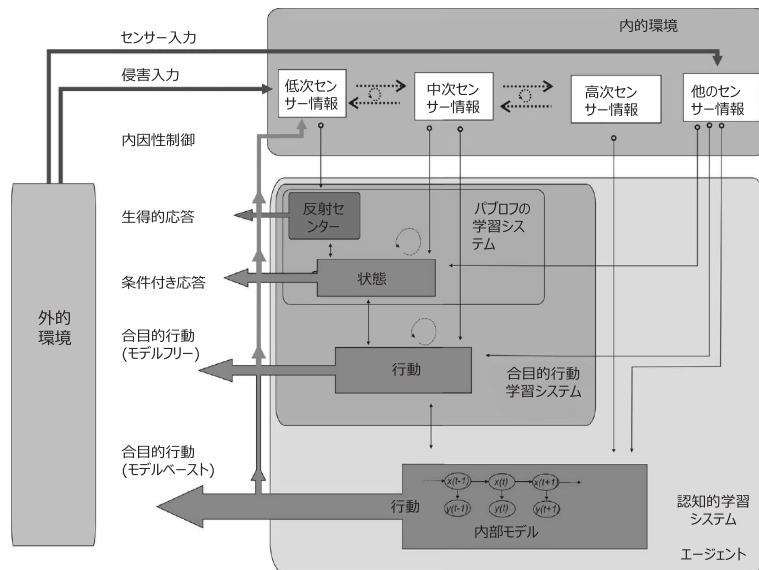 センサー入力
内的環境
侵害入力
低次セン
サー情報
中次セン
サー情報
高次セン
サー情報
他のセン
サー情報
内因性制御
生得的応答
反射セ
ンター
パブロフの
学習シス
テム
条件付き応答
状態
外的
環境
合目的行動
(モデルフリー)
行動
合目的行動
学習システム
合目的行動
(モデルベースト)
行動
x(t-1)
x(t)
x(t+1)
y(t-1)
y(t)
y(t+1)
内部モデル
認知的学習
システム
エージェント